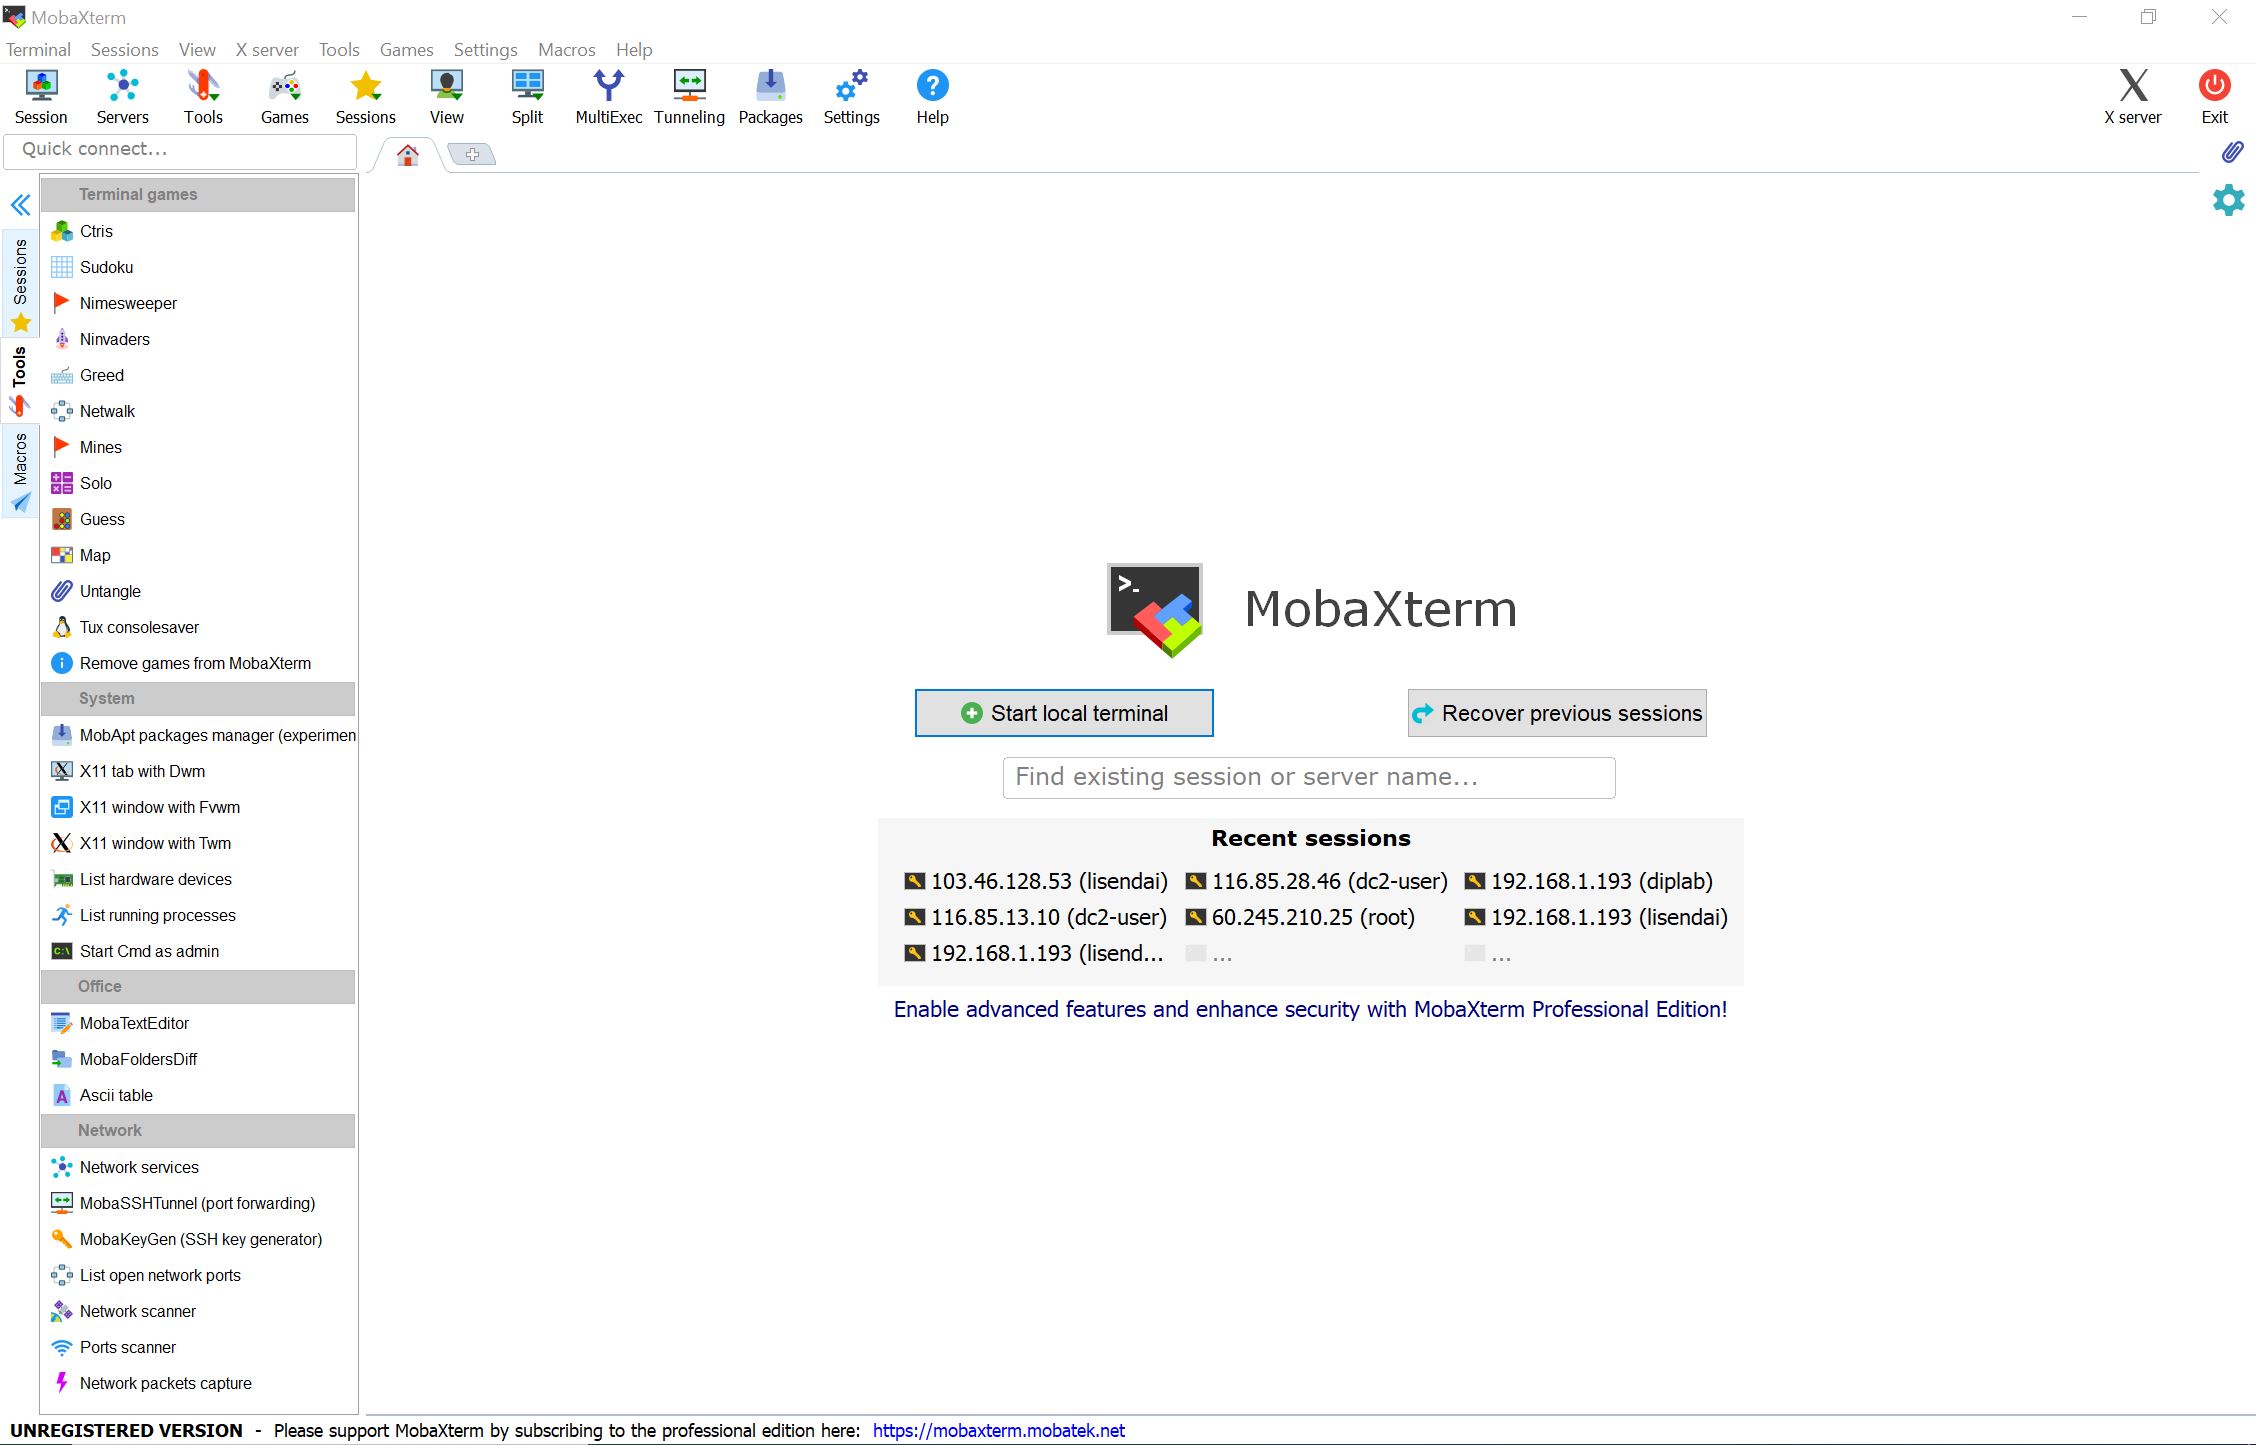 MobaXterm
Terminal Sessions View X server Tools Games Settings Macros Help
Session Servers Tools Games Sessions View Split MultiExec Tunneling Packages Settings Help X server Exit
Quick connect...
Sessions
Tools
Macros
Terminal games
Ctris
Sudoku
Nimesweeper
Ninvaders
Greed
Netwalk
Mines
Solo
Guess
Map
Untangle
Tux consolesaver
Remove games from MobaXterm
System
MobApt packages manager (experimen
X11 tab with Dwm
X11 window with Fvwm
X11 window with Twm
List hardware devices
List running processes
Start Cmd as admin
Office
MobaTextEditor
MobaFoldersDiff
Ascii table
Network
Network services
MobaSSHTunnel (port forwarding)
MobaKeyGen (SSH key generator)
List open network ports
Network scanner
Ports scanner
Network packets capture
MobaXterm
Start local terminal Recover previous sessions
Find existing session or server name...
Recent sessions
103.46.128.53 (lisendai) 116.85.28.46 (dc2-user) 192.168.1.193 (diplab)
116.85.13.10 (dc2-user) 60.245.210.25 (root) 192.168.1.193 (lisendai)
192.168.1.193 (lisend... ... ...
Enable advanced features and enhance security with MobaXterm Professional Edition!
UNREGISTERED VERSION - Please support MobaXterm by subscribing to the professional edition here: https://mobaxterm.mobatek.net